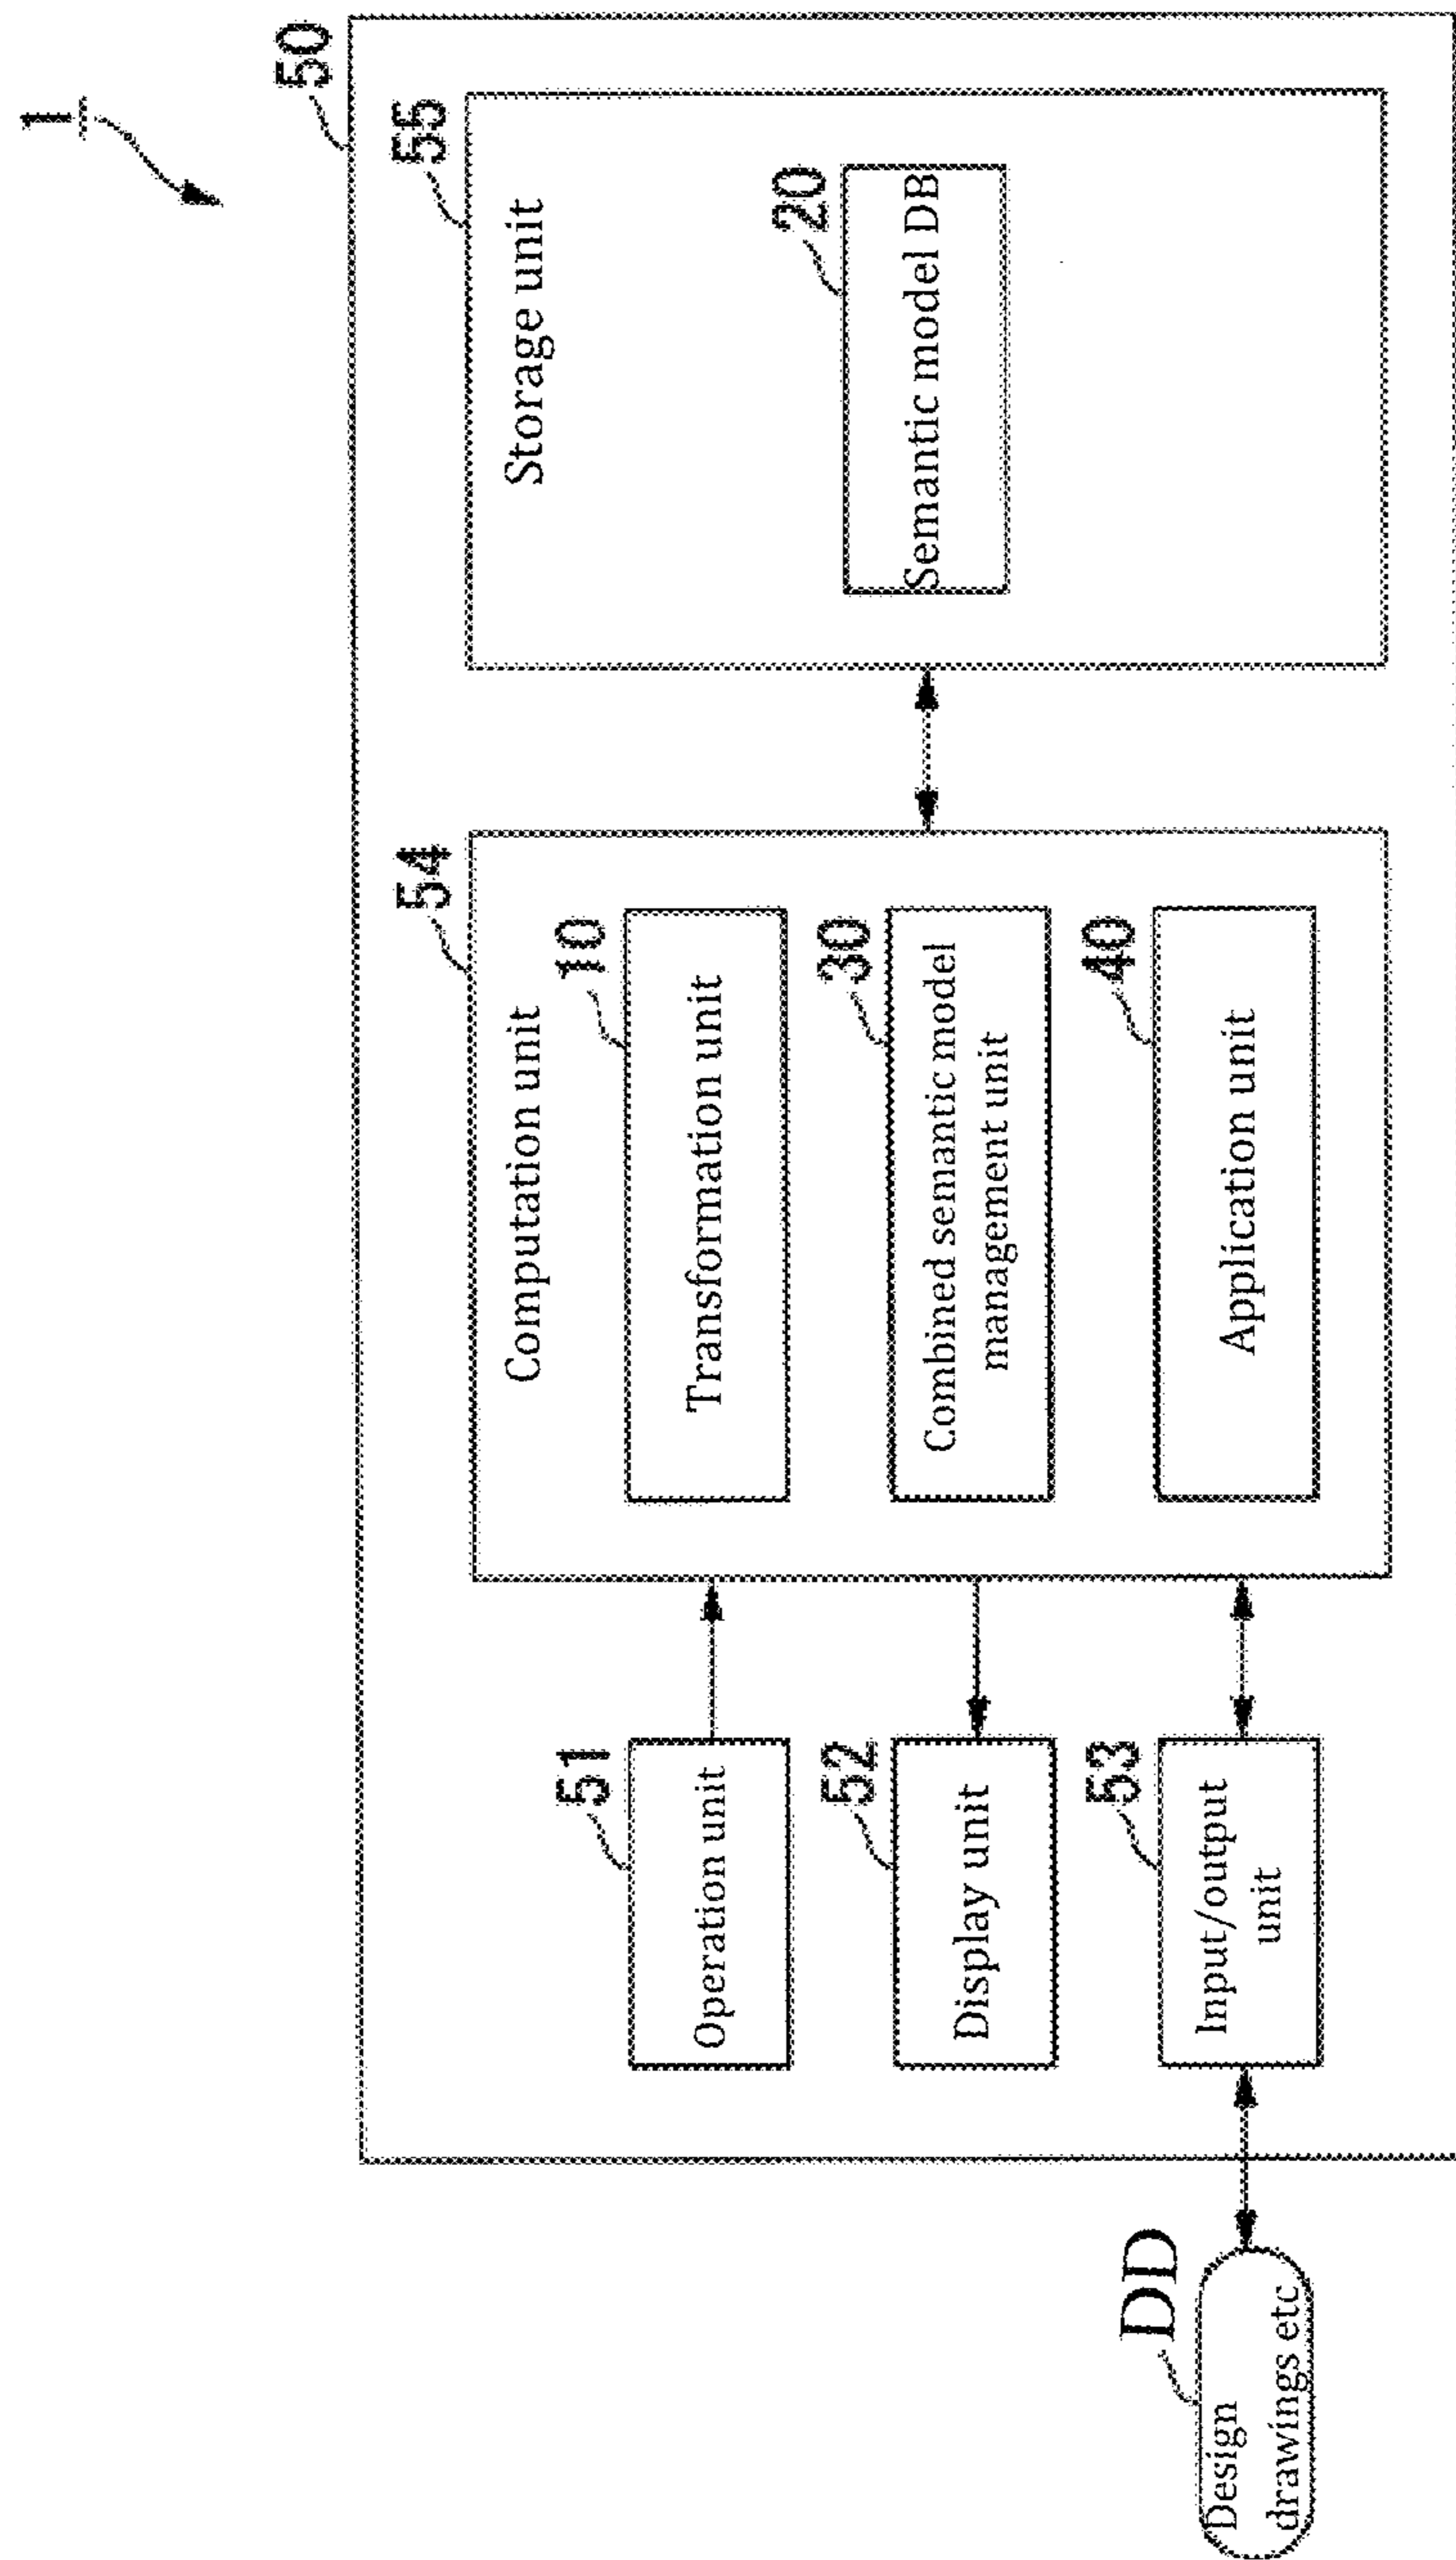 1
50
DD
Design
drawings etc
51
Operation unit
52
Display unit
53
Input/output
unit
54
Computation unit
10
Transformation unit
30
Combined semantic model
management unit
40
Application unit
55
Storage unit
20
Semantic model DB